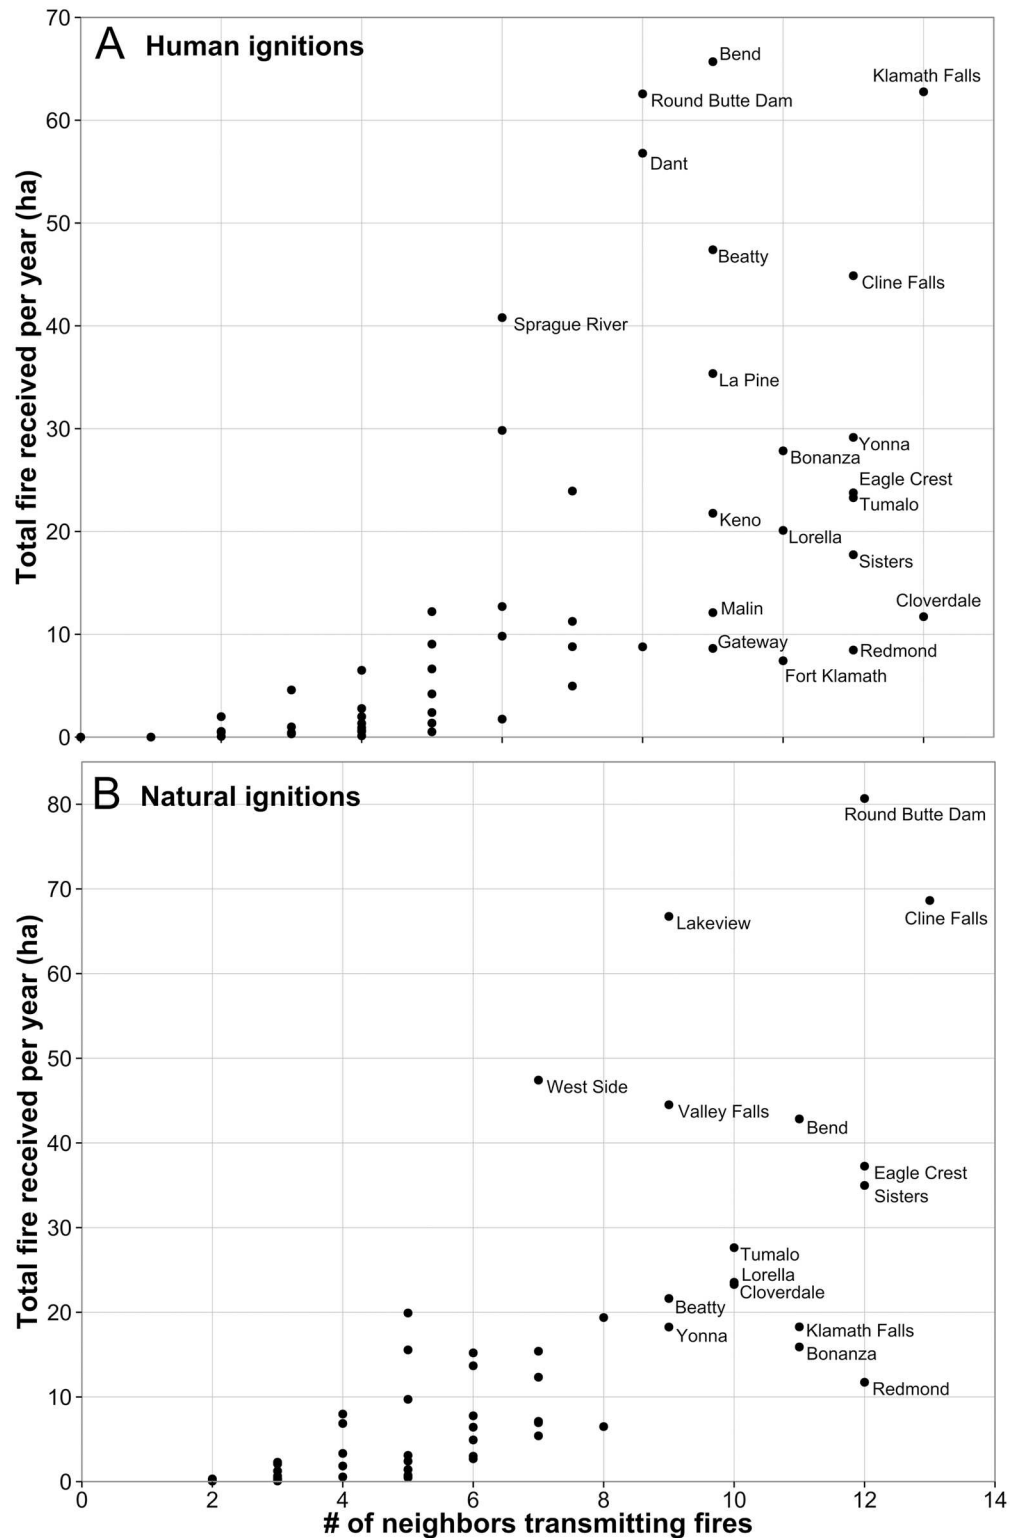 A Human ignitions
Total fire received per year (ha)
70
60
50
40
30
20
10
0
Bend
Klamath Falls
Round Butte Dam
Dant
Beatty
Cline Falls
Sprague River
La Pine
Yonna
Bonanza
Eagle Crest
Tumalo
Keno
Lorella
Sisters
Cloverdale
Malin
Gateway
Redmond
Fort Klamath
B Natural ignitions
Total fire received per year (ha)
80
70
60
50
40
30
20
10
0
Round Butte Dam
Cline Falls
Lakeview
West Side
Valley Falls
Bend
Eagle Crest
Sisters
Tumalo
Lorella
Cloverdale
Beatty
Yonna
Klamath Falls
Bonanza
Redmond
0 2 4 6 8 10 12 14
# of neighbors transmitting fires